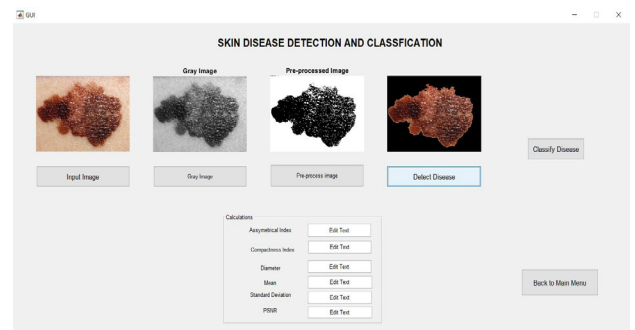 GUI
SKIN DISEASE DETECTION AND CLASSFICATION
Gray Image
Pre-processed Image
Input Image
Gray Image
Pre-process image
Detect Disease
Classify Disease
Calculations
Assymetrical Index
Edit Text
Compactness Index
Edit Text
Diameter
Edit Text
Mean
Edit Text
Standard Deviation
Edit Text
PSNR
Edit Text
Back to Main Menu